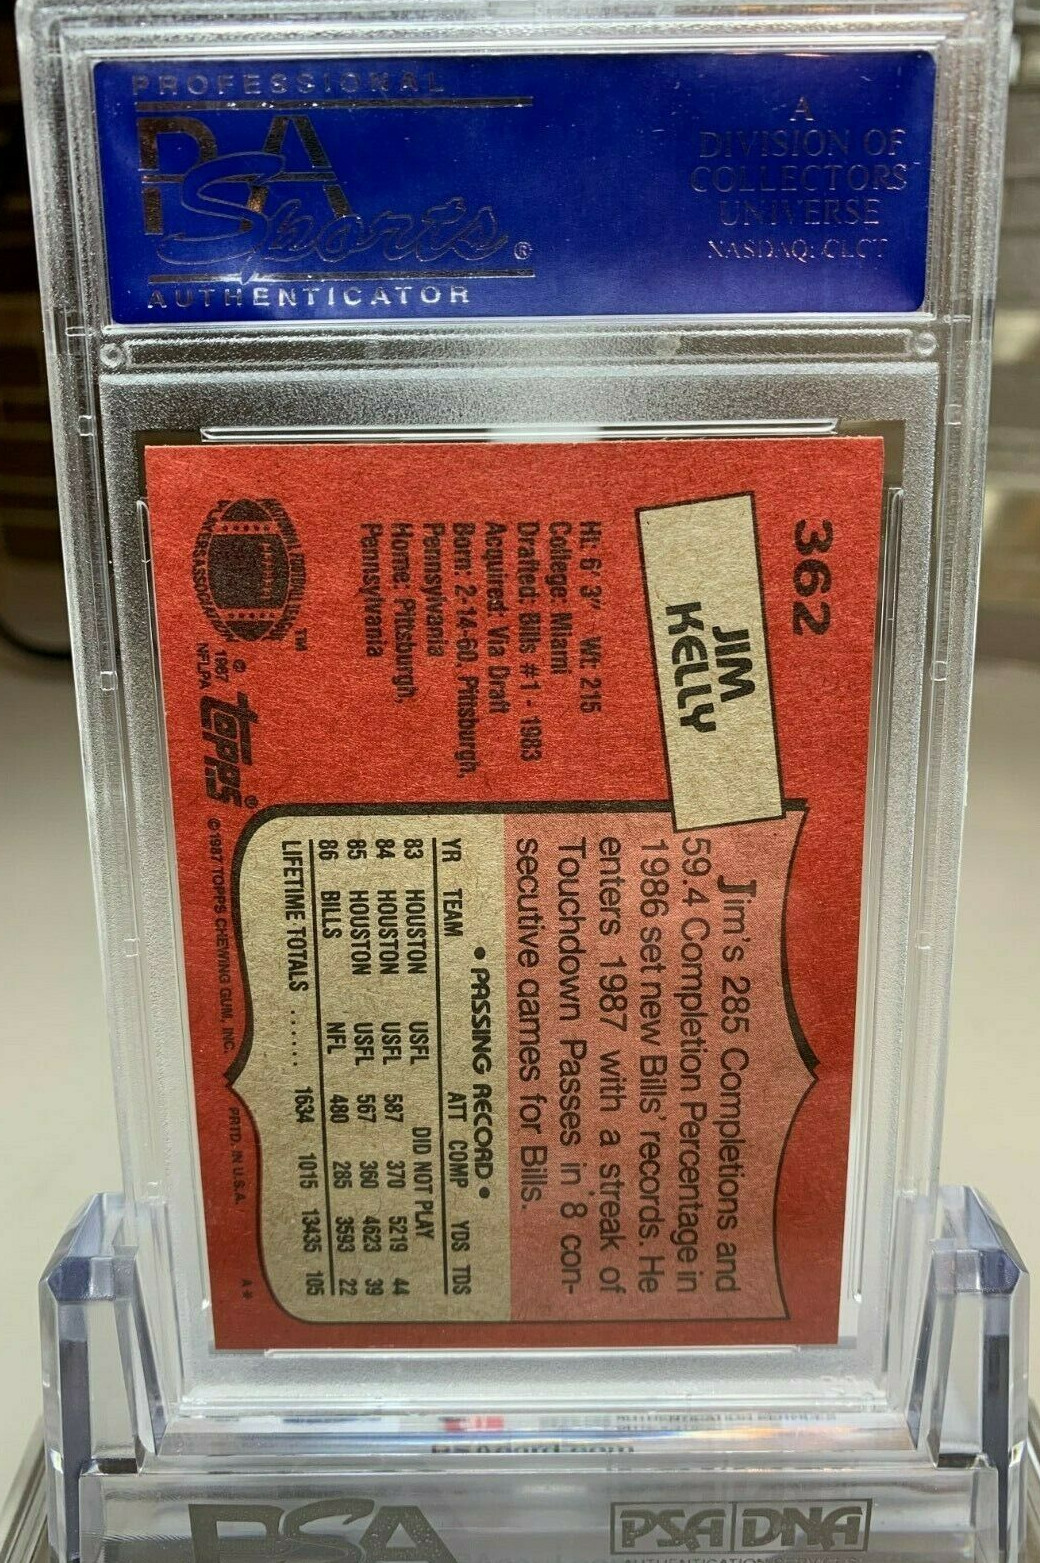 PROFESSIONAL
PSA
Sports®
AUTHENTICATOR
A
DIVISION OF
COLLECTORS
UNIVERSE
NASDAQ: CLCT
362
JIM
KELLY
Ht: 6' 3" Wt: 215
College: Miami
Drafted: Bills #1 - 1983
Acquired: Via Draft
Born: 2-14-60, Pittsburgh,
Pennsylvania
Home: Pittsburgh,
Pennsylvania
TM
© 1987
NFLPA
TOPPS®
Jim's 285 Completions and
59.4 Completion Percentage in
1986 set new Bills' records. He
enters 1987 with a streak of
Touchdown Passes in 8 con-
secutive games for Bills.
• PASSING RECORD •
YR TEAM ATT COMP YDS TDS
83 HOUSTON USFL DID NOT PLAY
84 HOUSTON USFL 587 370 5219 44
85 HOUSTON USFL 567 360 4623 39
86 BILLS NFL 480 285 3593 22
LIFETIME TOTALS ...... 1634 1015 13435 105
© 1987 TOPPS CHEWING GUM, INC. PRTD. IN U.S.A. A*
PSA
PSA DNA